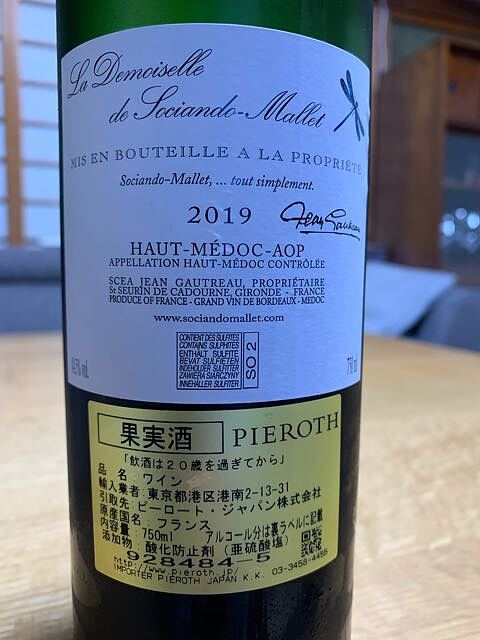 La Demoiselle
de Sociando-Mallet
MIS EN BOUTEILLE A LA PROPRIÉTÉ
Sociando-Mallet, ... tout simplement.
2019 Jean Gautreau
HAUT-MÉDOC-AOP
APPELLATION HAUT-MÉDOC CONTRÔLÉE
SCEA JEAN GAUTREAU, PROPRIÉTAIRE
ST SEURIN DE CADOURNE, GIRONDE - FRANCE
PRODUCE OF FRANCE - GRAND VIN DE BORDEAUX - MEDOC
www.sociandomallet.com
CONTIENT DES SULFITES
CONTAINS SULPHITES
ENTHÄLT SULFITE
BEVAT SULFIETEN
INDEHOLDER SULFITTER
ZAWIERA SIARCZYNY
INNEHÅLLER SULFITER
SO2
果実酒 PIEROTH
「飲酒は20歳を過ぎてから」
品名:ワイン
輸入業者:東京都港区港南2-13-31
引取先:ピーロート・ジャパン株式会社
原産国名:フランス
内容量:750ml アルコール分は裏ラベルに記載
添加物:酸化防止剤(亜硫酸塩)
928484-5
http://www.pieroth.jp/
IMPORTER PIEROTH JAPAN K.K. 03-3458-4455